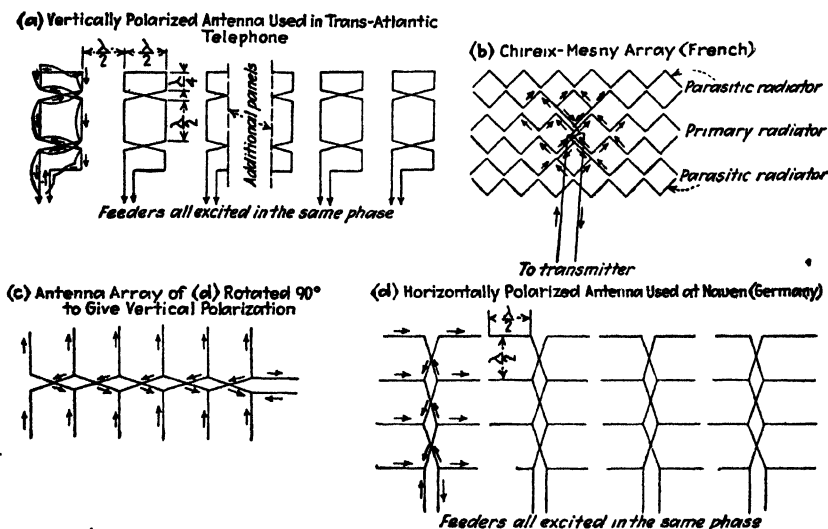 (a) Vertically Polarized Antenna Used in Trans-Atlantic
Telephone
λ/2
λ/2
λ/4
λ/2
Additional panels
Feeders all excited in the same phase
(b) Chireix-Mesny Array (French)
Parasitic radiator
Primary radiator
Parasitic radiator
To transmitter
(c) Antenna Array of (d) Rotated 90°
to Give Vertical Polarization
(d) Horizontally Polarized Antenna Used at Nauen (Germany)
λ/2
λ/2
Feeders all excited in the same phase